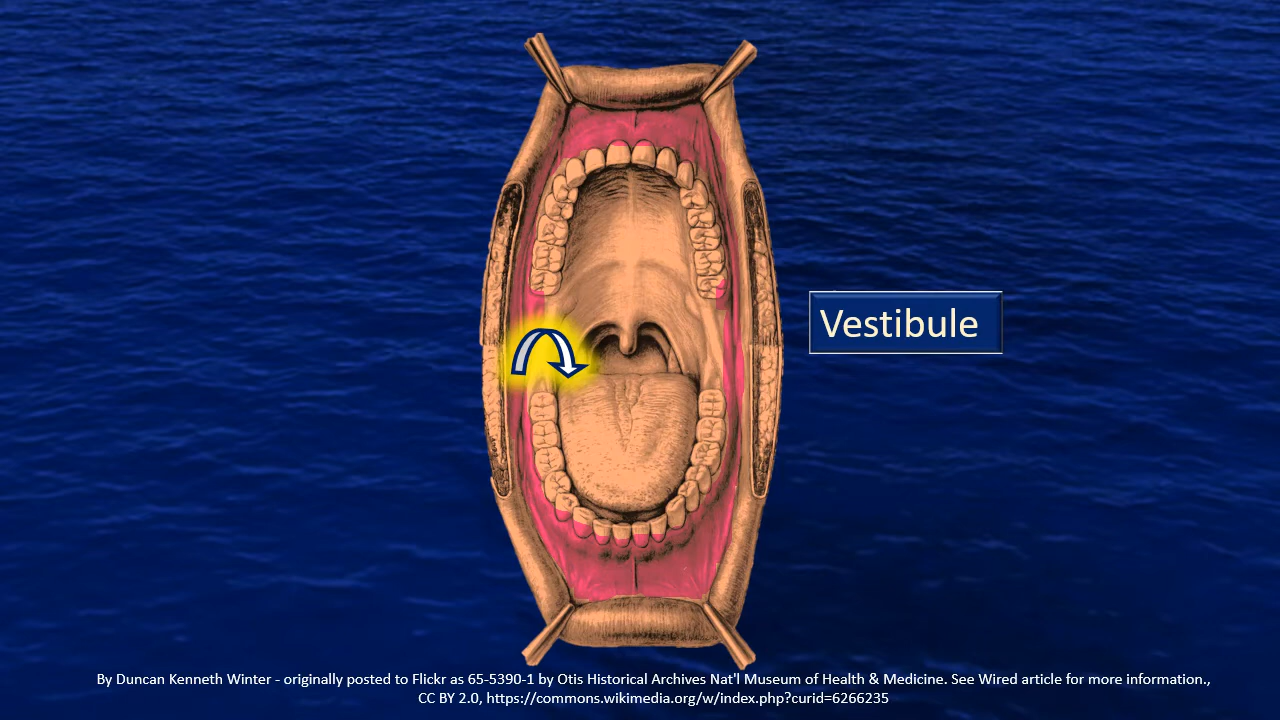 Vestibule
By Duncan Kenneth Winter - originally posted to Flickr as 65-5390-1 by Otis Historical Archives Nat'l Museum of Health & Medicine. See Wired article for more information.,
CC BY 2.0, https://commons.wikimedia.org/w/index.php?curid=6266235